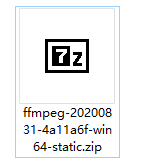 7z
ffmpeg-202008
31-4a11a6f-win
64-static.zip